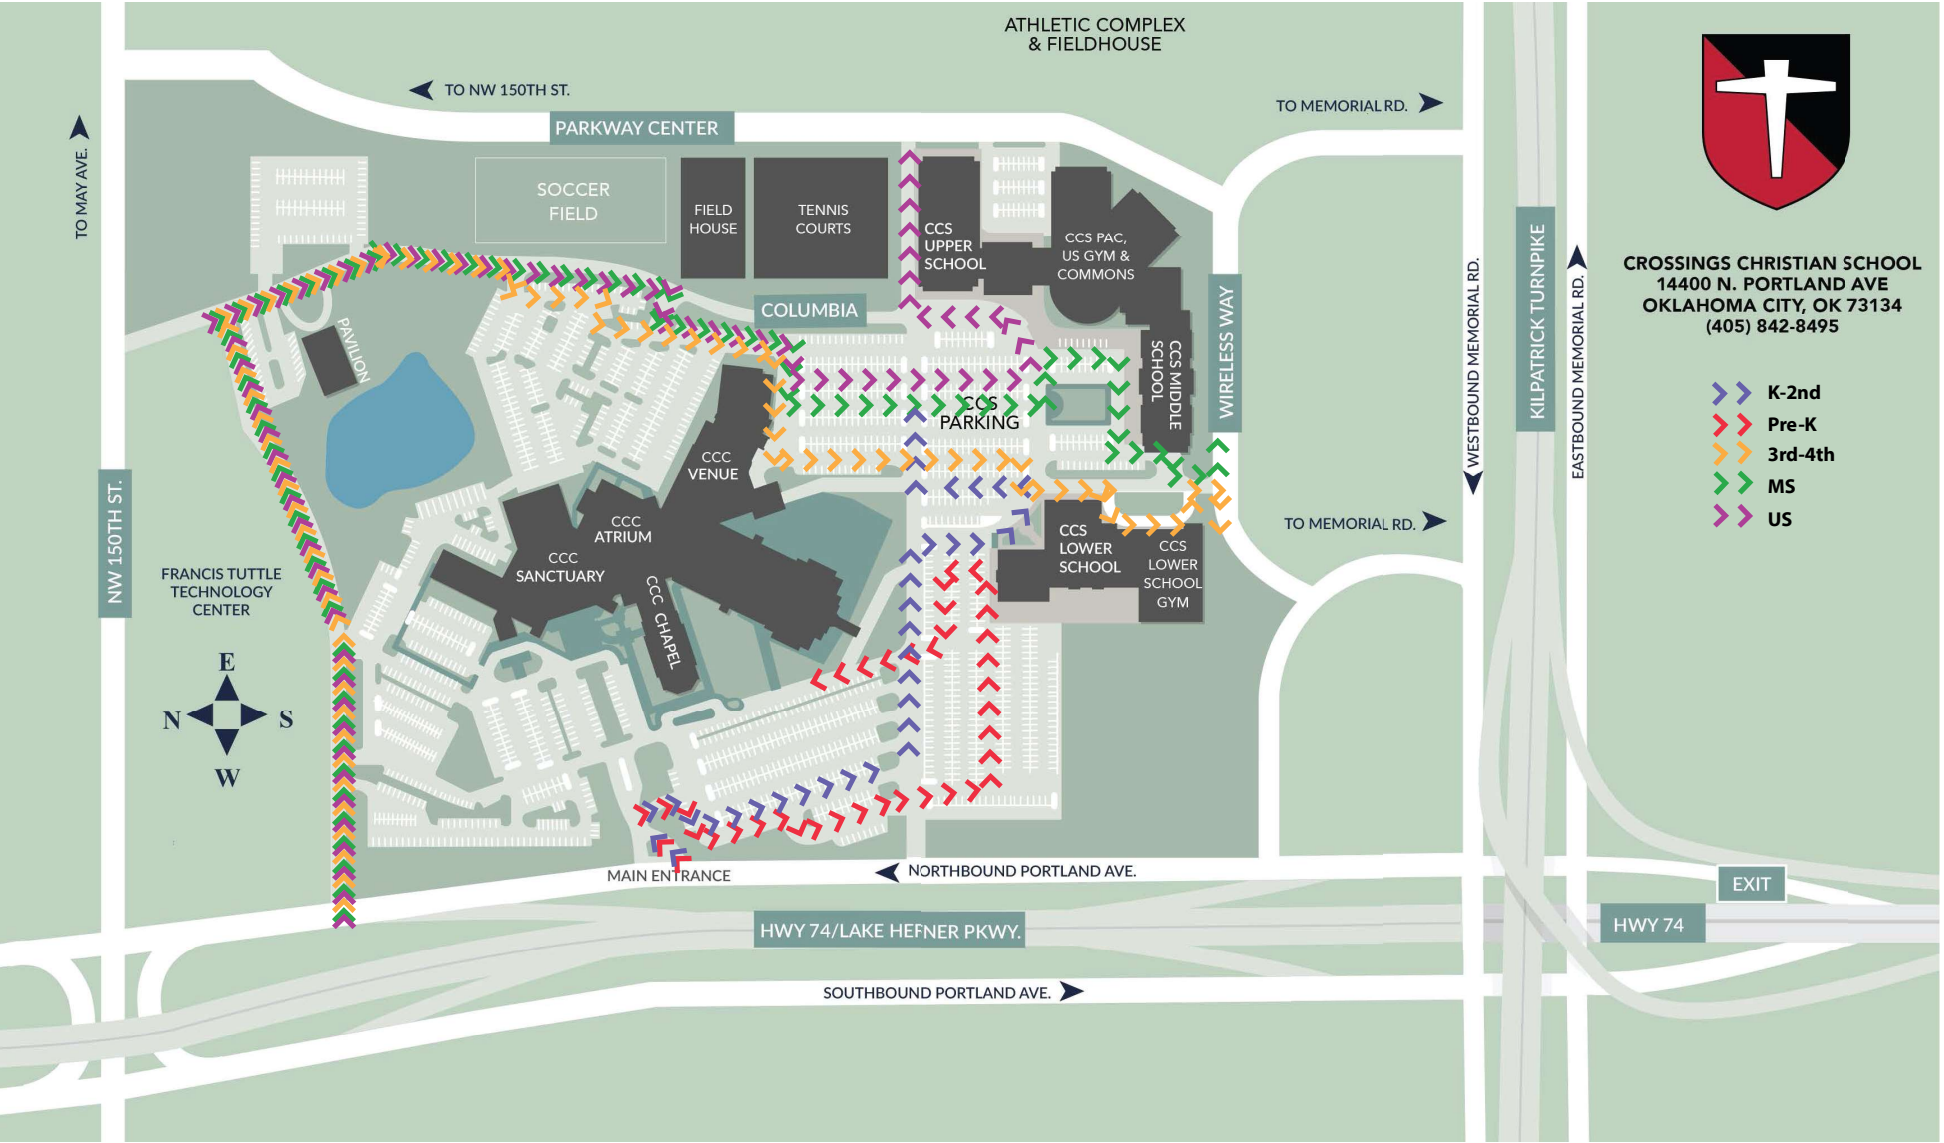 ATHLETIC COMPLEX
& FIELDHOUSE
TO NW 150TH ST.
TO MEMORIAL RD.
PARKWAY CENTER
TO MAY AVE.
SOCCER
FIELD
FIELD
HOUSE
TENNIS
COURTS
CCS
UPPER
SCHOOL
CCS PAC,
US GYM &
COMMONS
COLUMBIA
PAVILION
CCS MIDDLE
SCHOOL
WIRELESS WAY
WESTBOUND MEMORIAL RD.
KILPATRICK TURNPIKE
EASTBOUND MEMORIAL RD.
CROSSINGS CHRISTIAN SCHOOL
14400 N. PORTLAND AVE
OKLAHOMA CITY, OK 73134
(405) 842-8495
K-2nd
Pre-K
3rd-4th
MS
US
CCS
PARKING
CCC
VENUE
NW 150TH ST.
CCC
ATRIUM
CCC
SANCTUARY
CCC CHAPEL
CCS
LOWER
SCHOOL
CCS
LOWER
SCHOOL
GYM
TO MEMORIAL RD.
FRANCIS TUTTLE
TECHNOLOGY
CENTER
E
N
S
W
MAIN ENTRANCE
NORTHBOUND PORTLAND AVE.
EXIT
HWY 74/LAKE HEFNER PKWY.
HWY 74
SOUTHBOUND PORTLAND AVE.